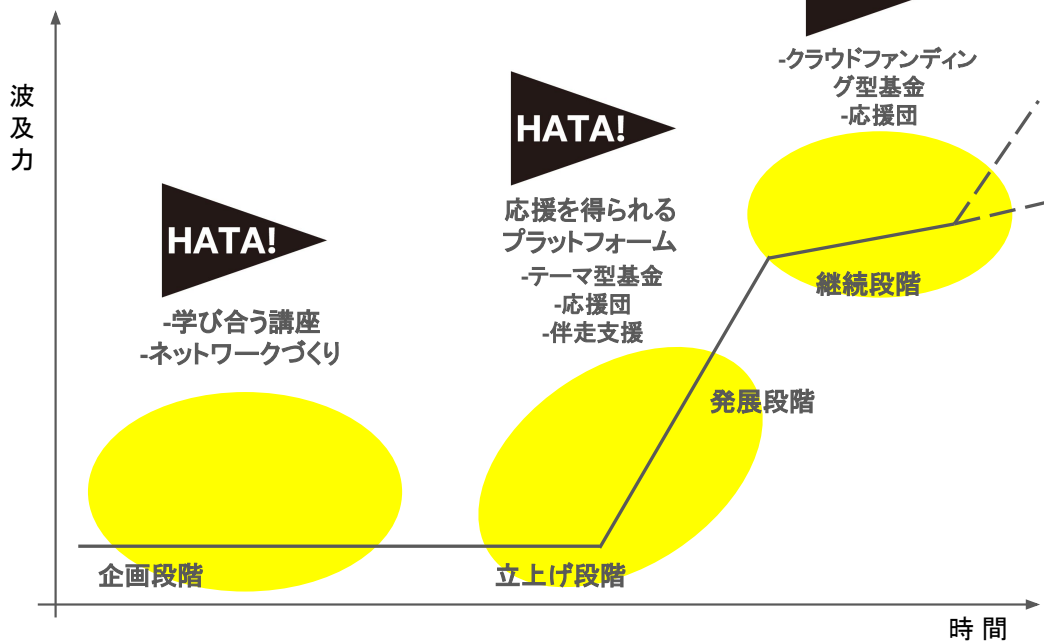 波及力
-クラウドファンディン
グ型基金
-応援団
HATA!
応援を得られる
プラットフォーム
-テーマ型基金
-応援団
-伴走支援
HATA!
-学び合う講座
-ネットワークづくり
継続段階
発展段階
企画段階
立上げ段階
時間